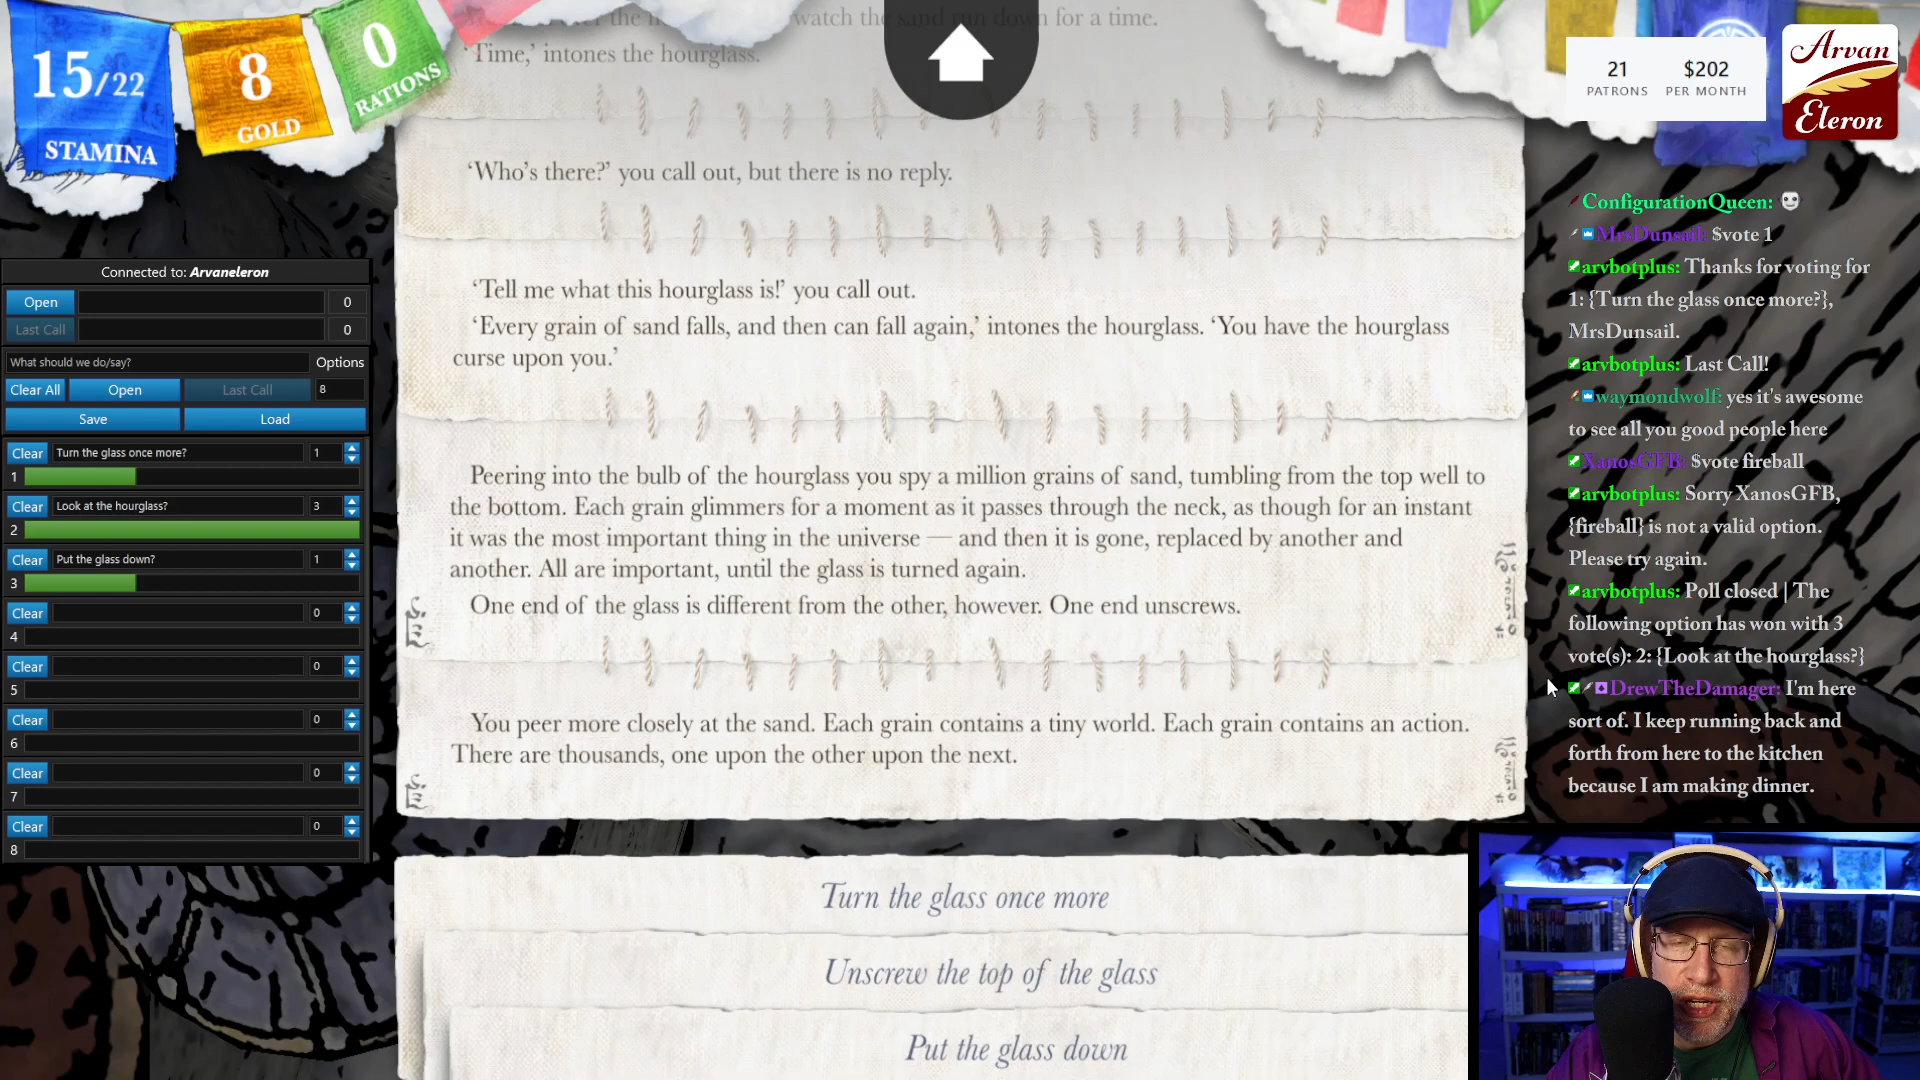 15/22
STAMINA
8
GOLD
0
RATIONS
watch the sand run down for a time.
‘Time,’ intones the hourglass.
‘Who’s there?’ you call out, but there is no reply.
‘Tell me what this hourglass is!’ you call out.
‘Every grain of sand falls, and then can fall again,’ intones the hourglass. ‘You have the hourglass
curse upon you.’
Peering into the bulb of the hourglass you spy a million grains of sand, tumbling from the top well to
the bottom. Each grain glimmers for a moment as it passes through the neck, as though for an instant
it was the most important thing in the universe — and then it is gone, replaced by another and
another. All are important, until the glass is turned again.
One end of the glass is different from the other, however. One end unscrews.
You peer more closely at the sand. Each grain contains a tiny world. Each grain contains an action.
There are thousands, one upon the other upon the next.
Turn the glass once more
Unscrew the top of the glass
Put the glass down
Connected to: Arvaneleron
Open 0
Last Call 0
What should we do/say? Options
Clear All Open Last Call 8
Save Load
Clear Turn the glass once more? 1
1
Clear Look at the hourglass? 3
2
Clear Put the glass down? 1
3
Clear 0
4
Clear 0
5
Clear 0
6
Clear 0
7
Clear 0
8
21 $202
PATRONS PER MONTH
Arvan
Eleron
ConfigurationQueen:
MrsDunsail: $vote 1
arvbotplus: Thanks for voting for
1: {Turn the glass once more?},
MrsDunsail.
arvbotplus: Last Call!
waymondwolf: yes it's awesome
to see all you good people here
XanosGFB: $vote fireball
arvbotplus: Sorry XanosGFB,
{fireball} is not a valid option.
Please try again.
arvbotplus: Poll closed | The
following option has won with 3
vote(s): 2: {Look at the hourglass?}
DrewTheDamager: I'm here
sort of. I keep running back and
forth from here to the kitchen
because I am making dinner.